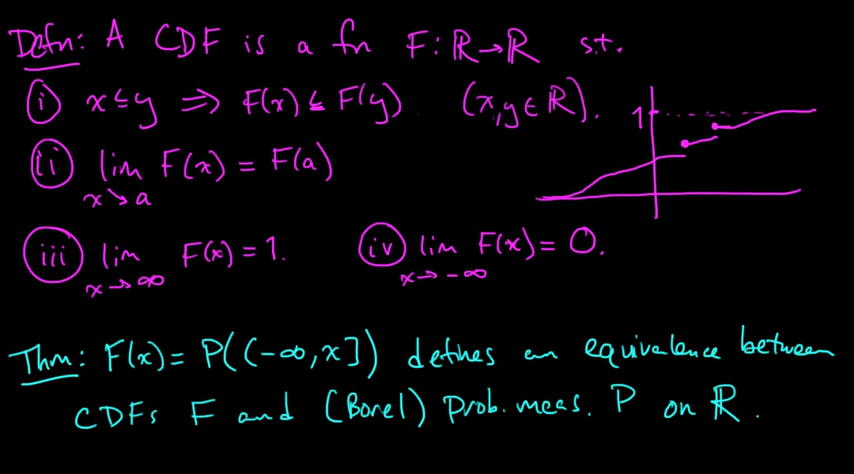 Defn: A CDF is a fn F: ℝ→ℝ s.t.
(i) x ≤ y ⇒ F(x) ≤ F(y) (x,y ∈ ℝ).
1
(ii) lim x↘a F(x) = F(a)
(iii) lim x→∞ F(x) = 1. (iv) lim x→-∞ F(x) = 0.
Thm: F(x) = P((-∞, x]) defines an equivalence between
CDFs F and (Borel) prob. meas. P on ℝ.